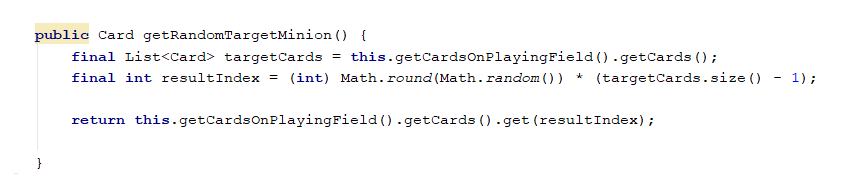 public Card getRandomTargetMinion() {
    final List<Card> targetCards = this.getCardsOnPlayingField().getCards();
    final int resultIndex = (int) Math.round(Math.random()) * (targetCards.size() - 1);

    return this.getCardsOnPlayingField().getCards().get(resultIndex);

}